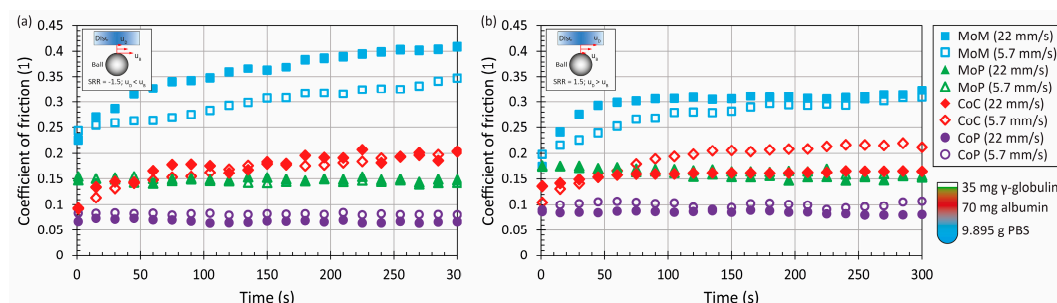 (a)
Coefficient of friction (1)
0.45
0.4
0.35
0.3
0.25
0.2
0.15
0.1
0.05
0
Disc
u_D
u_B
Ball
SRR = -1.5; u_D < u_B
0 50 100 150 200 250 30
Time (s)
(b)
Coefficient of friction (1)
0.45
0.4
0.35
0.3
0.25
0.2
0.15
0.1
0.05
0
u_D
u_B
Ball
SRR = 1.5; u_D > u_B
0 50 100 150 200 250 300
Time (s)
MoM (22 mm/s)
MoM (5.7 mm/s)
MoP (22 mm/s)
MoP (5.7 mm/s)
CoC (22 mm/s)
CoC (5.7 mm/s)
CoP (22 mm/s)
CoP (5.7 mm/s)
35 mg γ-globulin
70 mg albumin
9.895 g PBS